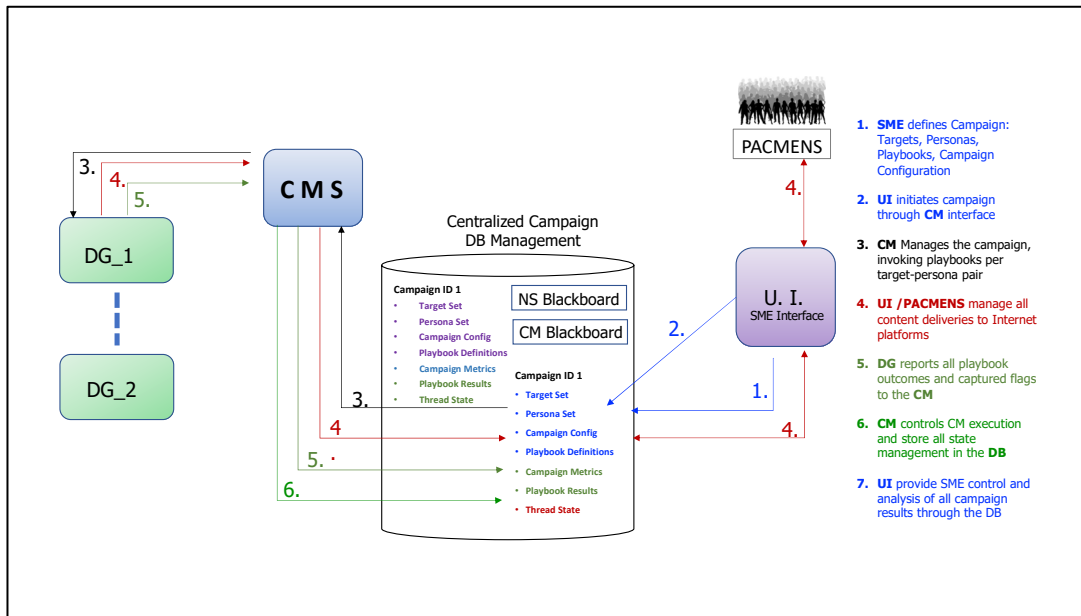 PACMENS
4.
3.
4.
5.
C M S
DG_1
DG_2
Centralized Campaign
DB Management
Campaign ID 1
• Target Set
• Persona Set
• Campaign Config
• Playbook Definitions
• Campaign Metrics
• Playbook Results
• Thread State
NS Blackboard
CM Blackboard
Campaign ID 1
• Target Set
• Persona Set
• Campaign Config
• Playbook Definitions
• Campaign Metrics
• Playbook Results
• Thread State
3.
4
.
5.
6.
U. I.
SME Interface
2.
1.
4.
1. SME defines Campaign:
Targets, Personas,
Playbooks, Campaign
Configuration
2. UI initiates campaign
through CM interface
3. CM Manages the campaign,
invoking playbooks per
target-persona pair
4. UI /PACMENS manage all
content deliveries to Internet
platforms
5. DG reports all playbook
outcomes and captured flags
to the CM
6. CM controls CM execution
and store all state
management in the DB
7. UI provide SME control and
analysis of all campaign
results through the DB